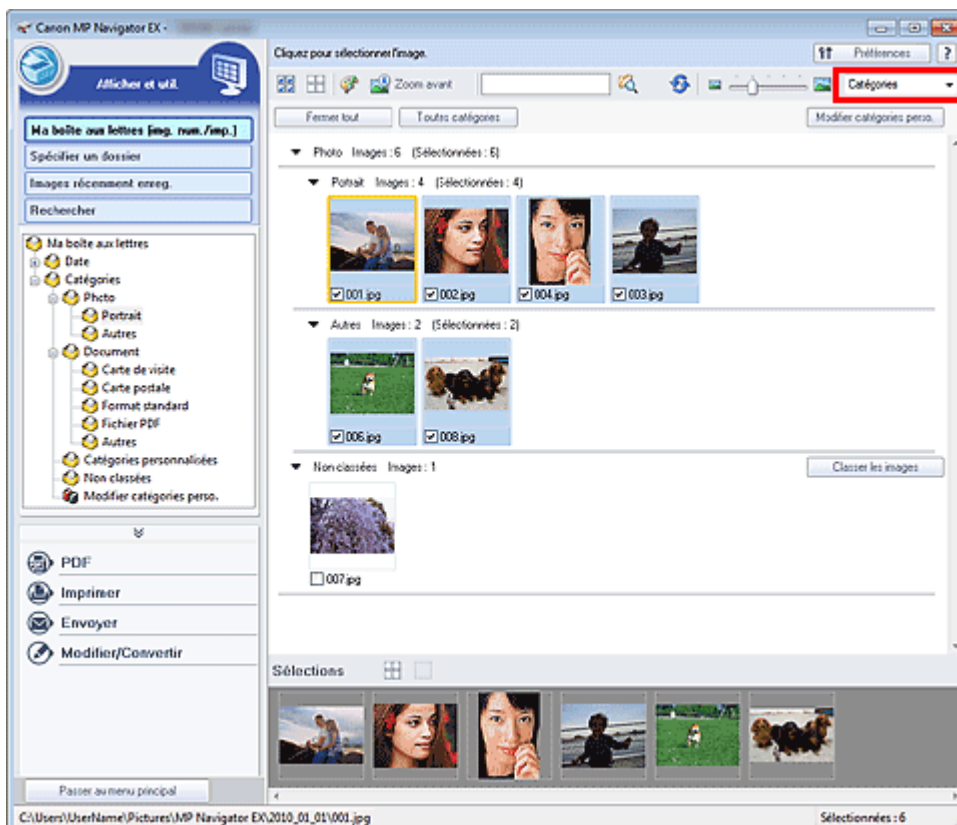 Canon MP Navigator EX -
Cliquez pour sélectionner l'image.
Préférences
?
Afficher et util.
Zoom avant
Catégories
Fermer tout
Toutes catégories
Modifier catégories perso.
Ma boîte aux lettres [img. num./imp.]
Spécifier un dossier
Images récemment enreg.
Rechercher
Ma boîte aux lettres
Date
Catégories
Photo
Portrait
Autres
Document
Carte de visite
Carte postale
Format standard
Fichier PDF
Autres
Catégories personnalisées
Non classées
Modifier catégories perso.
PDF
Imprimer
Envoyer
Modifier/Convertir
Passer au menu principal
Photo Images : 6 (Sélectionnées : 6)
Portrait Images : 4 (Sélectionnées : 4)
001.jpg
002.jpg
004.jpg
003.jpg
Autres Images : 2 (Sélectionnées : 2)
006.jpg
008.jpg
Non classées Images : 1
Classer les images
007.jpg
Sélections
C:\Users\UserName\Pictures\MP Navigator EX\2010_01_01\001.jpg
Sélectionnées : 6